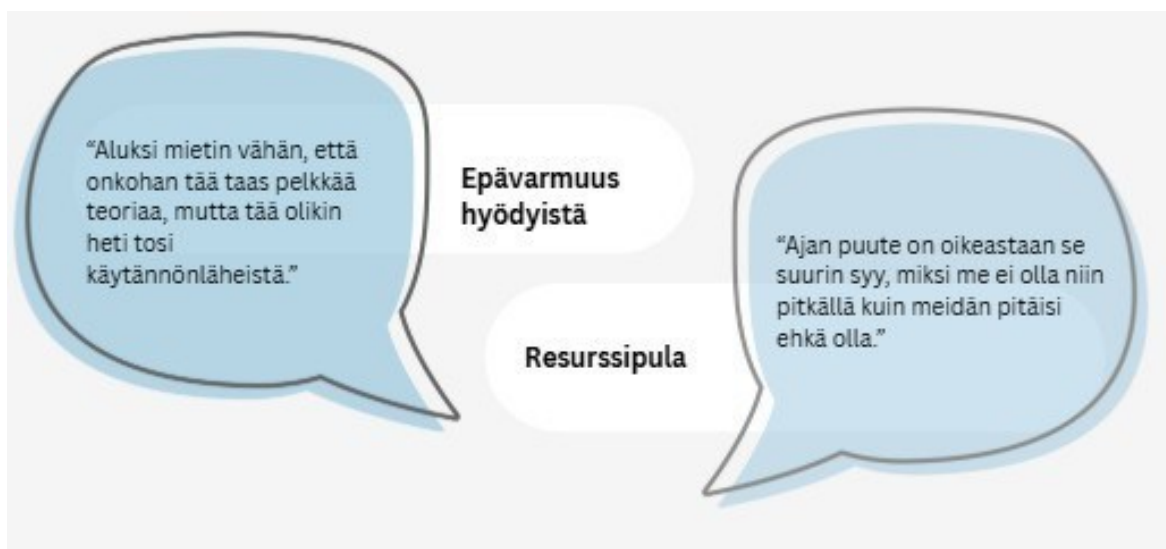 “Aluksi mietin vähän, että
onkohan tää taas pelkkää
teoriaa, mutta tää olikin
heti tosi
käytännönläheistä.”
Epävarmuus
hyödyistä
“Ajan puute on oikeastaan se
suurin syy, miksi me ei olla niin
pitkällä kuin meidän pitäisi
ehkä olla.”
Resurssipula